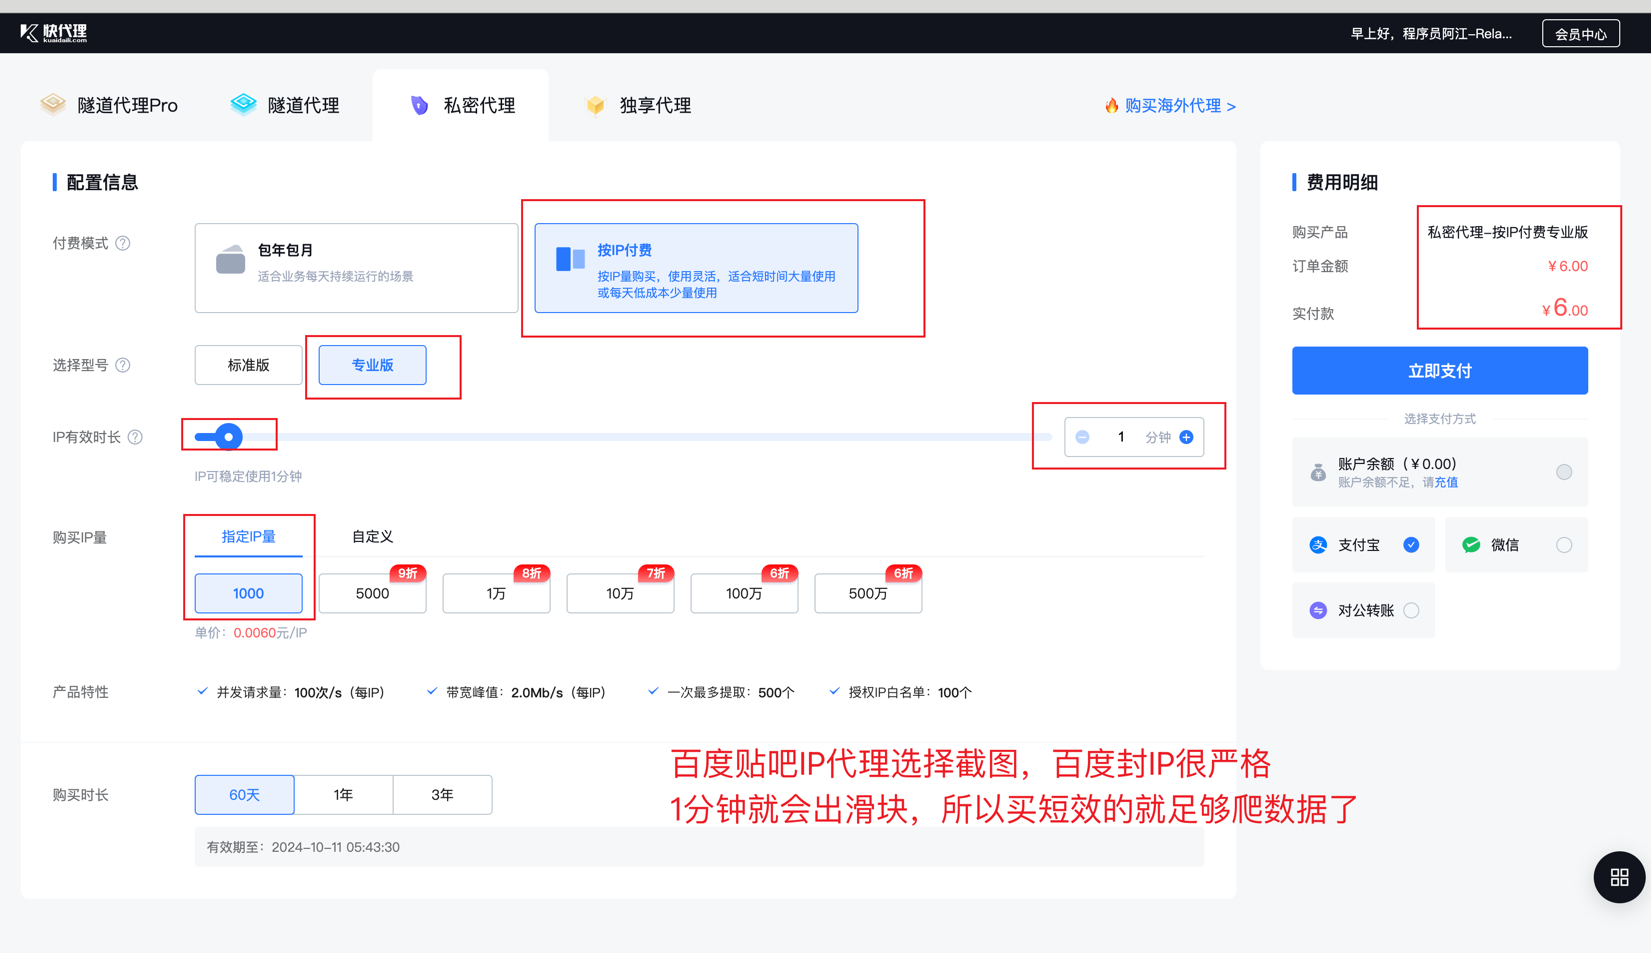 快代理
kuaidaili.com
早上好，程序员阿江-Rela...
会员中心
隧道代理Pro
隧道代理
私密代理
独享代理
购买海外代理 >
配置信息
付费模式 ?
包年包月
适合业务每天持续运行的场景
按IP付费
按IP量购买，使用灵活，适合短时间大量使用
或每天低成本少量使用
选择型号 ?
标准版
专业版
IP有效时长 ?
1 分钟
IP可稳定使用1分钟
购买IP量
指定IP量
自定义
1000
5000
9折
1万
8折
10万
7折
100万
6折
500万
6折
单价：0.0060元/IP
产品特性
并发请求量：100次/s（每IP）
带宽峰值：2.0Mb/s（每IP）
一次最多提取：500个
授权IP白名单：100个
百度贴吧IP代理选择截图，百度封IP很严格
1分钟就会出滑块，所以买短效的就足够爬数据了
购买时长
60天
1年
3年
有效期至：2024-10-11 05:43:30
费用明细
购买产品
私密代理-按IP付费专业版
订单金额
¥6.00
实付款
¥6.00
立即支付
选择支付方式
账户余额（¥0.00）
账户余额不足，请充值
支付宝
微信
对公转账